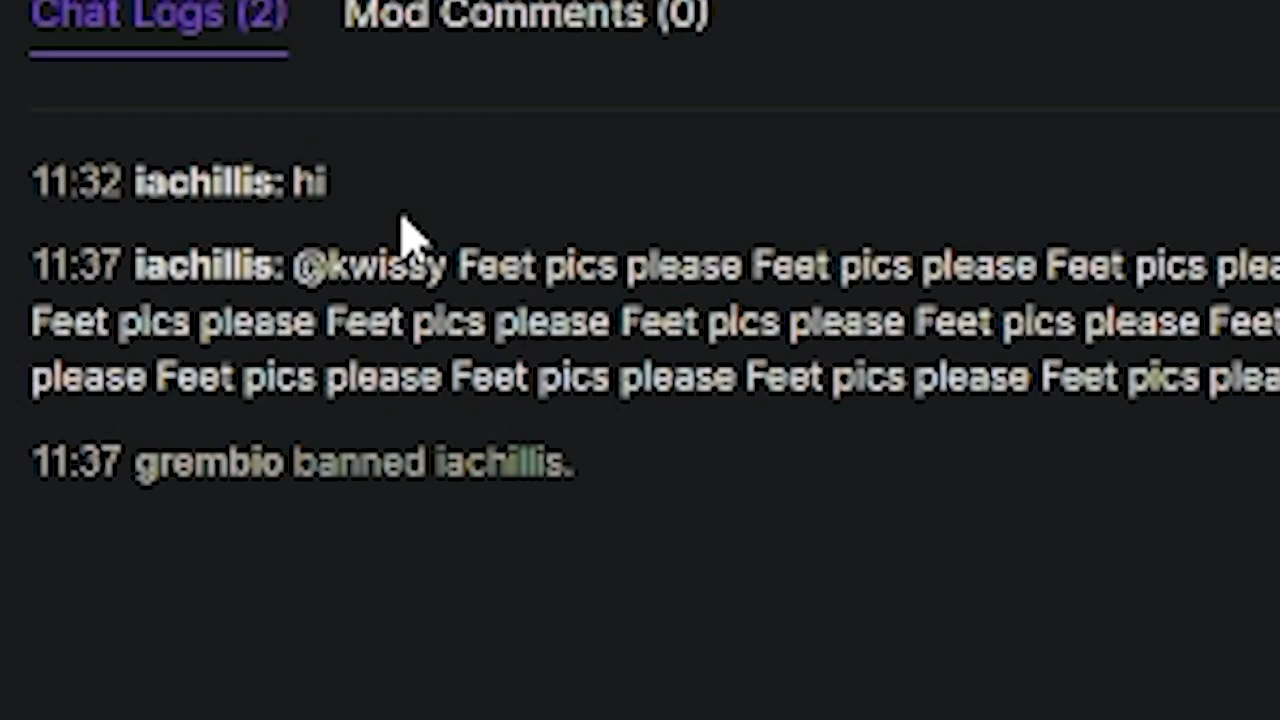 Chat Logs (2) Mod Comments (0)
11:32 iachillis: hi
11:37 iachillis: @kwissy Feet pics please Feet pics please Feet pics plea
Feet pics please Feet pics please Feet pics please Feet pics please Feet
please Feet pics please Feet pics please Feet pics please Feet pics plea
11:37 grembio banned iachillis.